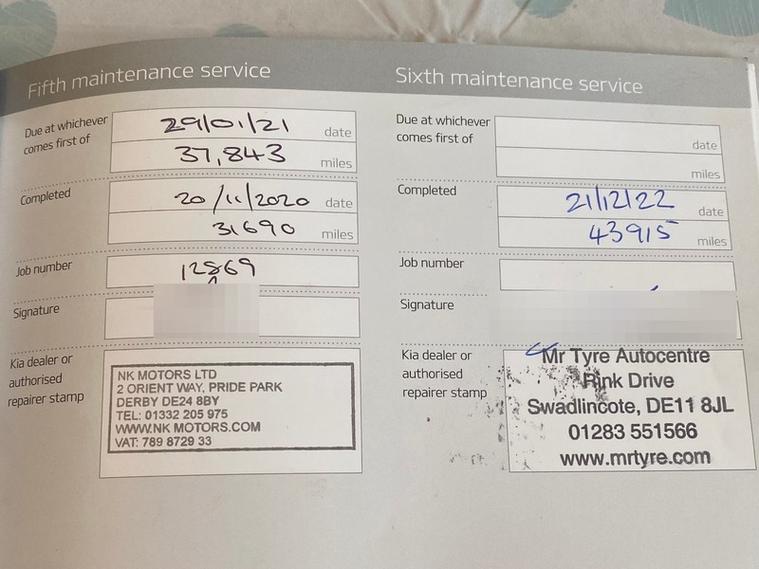 Fifth maintenance service
Due at whichever
comes first of
29/01/21 date
37,843 miles
Completed
20/11/2020 date
31690 miles
Job number
12869
Signature
Kia dealer or
authorised
repairer stamp
NK MOTORS LTD
2 ORIENT WAY, PRIDE PARK
DERBY DE24 8BY
TEL: 01332 205 975
WWW.NK MOTORS.COM
VAT: 789 8729 33
Sixth maintenance service
Due at whichever
comes first of
date
miles
Completed
21/12/22 date
43915 miles
Job number
Signature
Kia dealer or
authorised
repairer stamp
Mr Tyre Autocentre
Rink Drive
Swadlincote, DE11 8JL
01283 551566
www.mrtyre.com